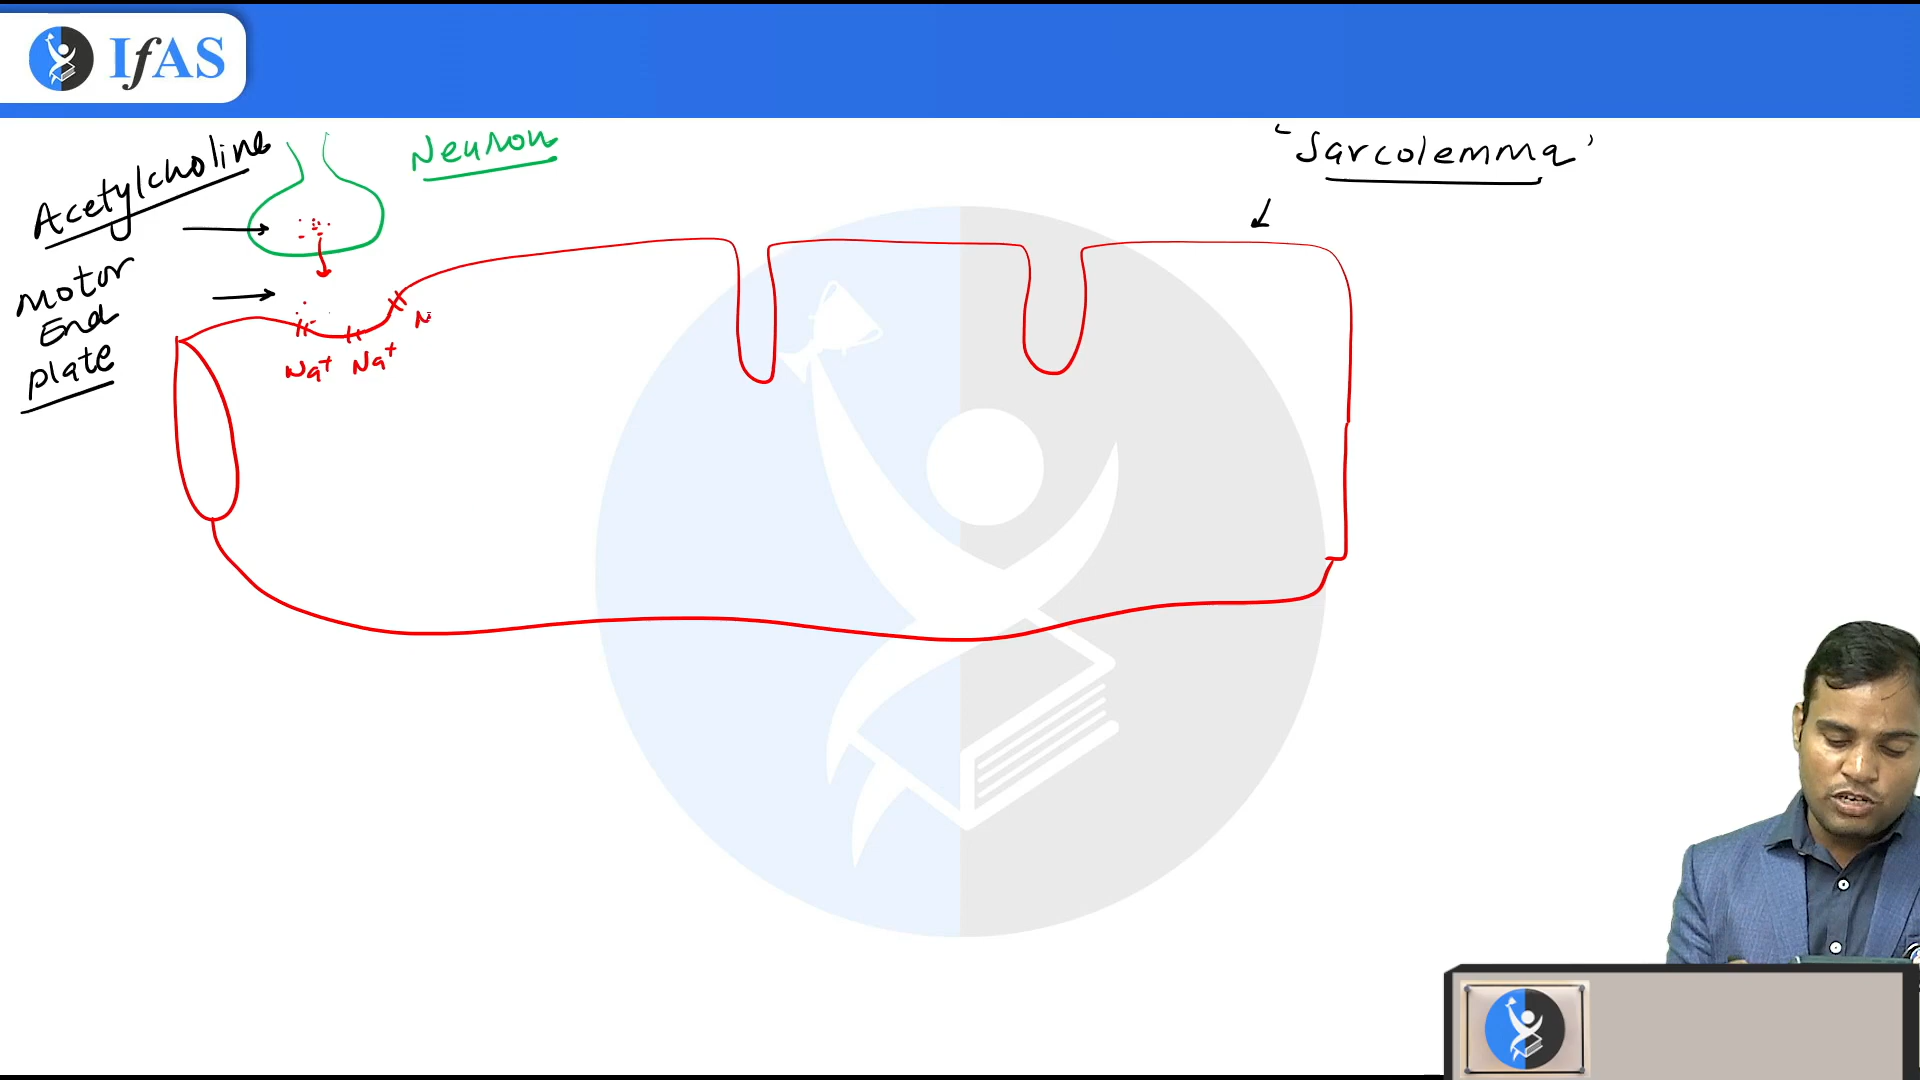 IfAS
Acetylcholine
Neuron
'Sarcolemma'
Motor
End
plate
Na+ Na+
N